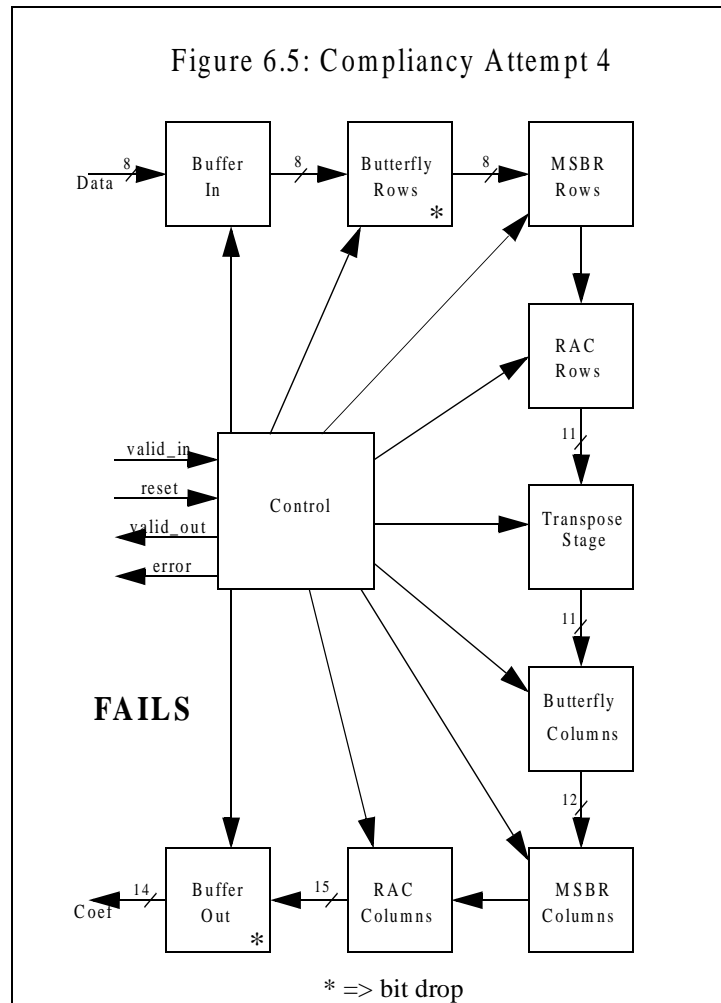 Figure 6.5: Compliancy Attempt 4
8
Data
Buffer
In
8
Butterfly
Rows
*
8
MSBR
Rows
RAC
Rows
11
valid_in
reset
valid_out
error
Control
Transpose
Stage
11
FAILS
Butterfly
Columns
12
14
Coef
Buffer
Out
*
15
RAC
Columns
MSBR
Columns
* => bit drop